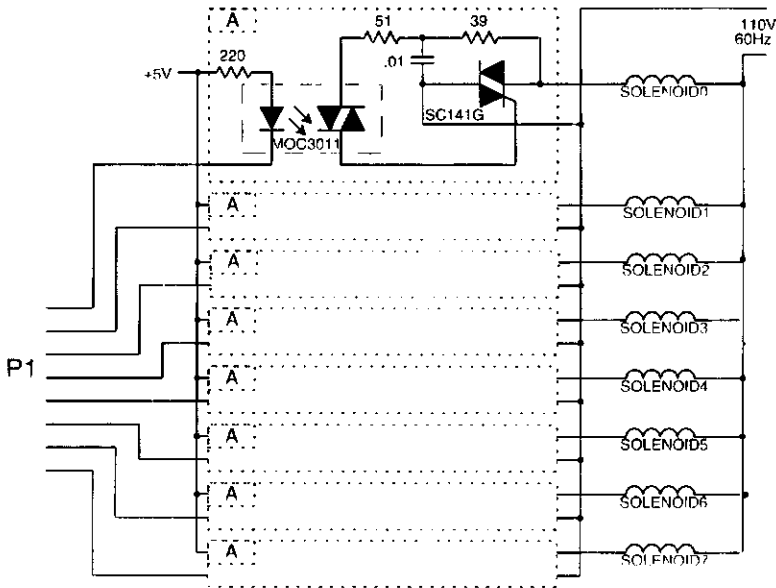 A
51
39
110V
60Hz
220
.01
+5V
SOLENOID0
SC141G
MOC3011
A
SOLENOID1
A
SOLENOID2
A
SOLENOID3
P1
A
SOLENOID4
A
SOLENOID5
A
SOLENOID6
A
SOLENOID7